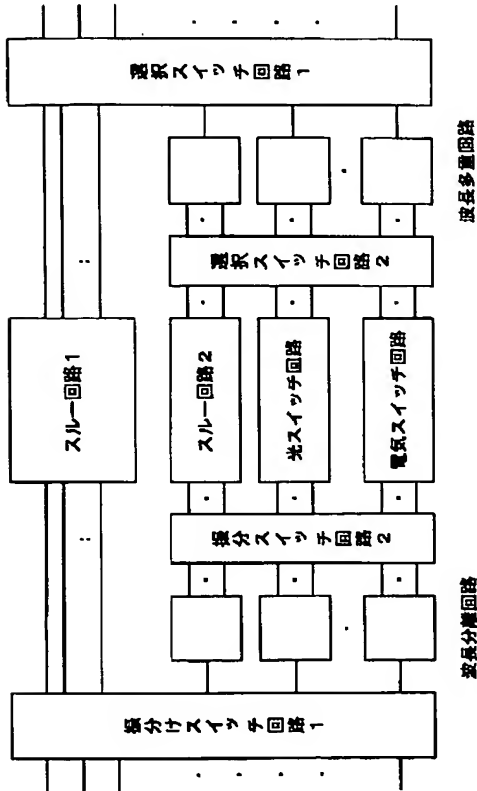 選択スイッチ回路1
波長多重回路
選択スイッチ回路2
スルー回路1
スルー回路2
光スイッチ回路
電気スイッチ回路
振分スイッチ回路2
波長分離回路
振分けスイッチ回路1